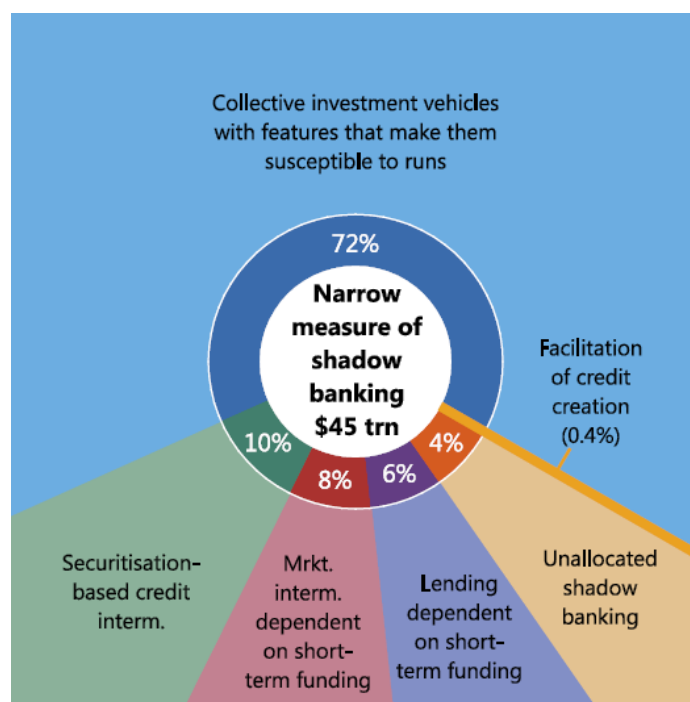 Collective investment vehicles
with features that make them
susceptible to runs
72%
Narrow
measure of
shadow
banking
$45 trn
Facilitation
of credit
creation
(0.4%)
10%
8%
6%
4%
Securitisation-
based credit
interm.
Mrkt.
interm.
dependent
on short-
term funding
Lending
dependent
on short-
term funding
Unallocated
shadow
banking